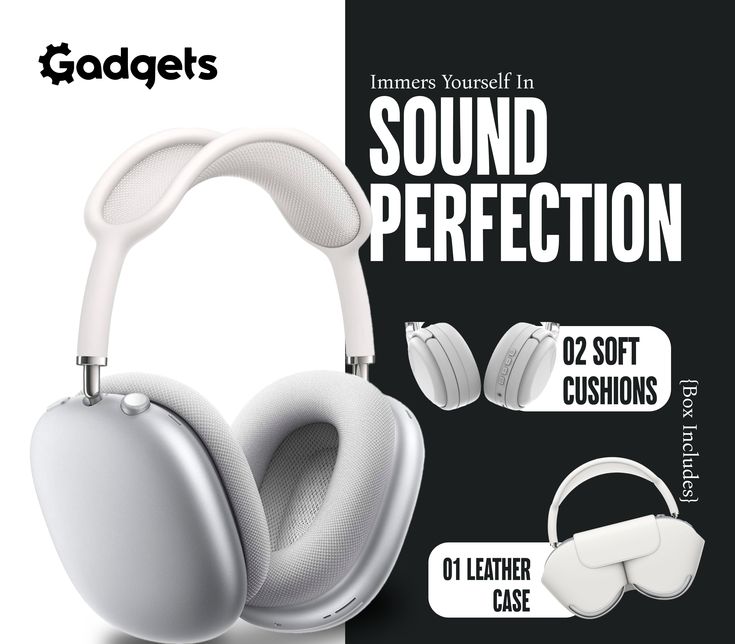 Gadgets
Immers Yourself In
SOUND
PERFECTION
02 SOFT
CUSHIONS
{Box Includes}
01 LEATHER
CASE